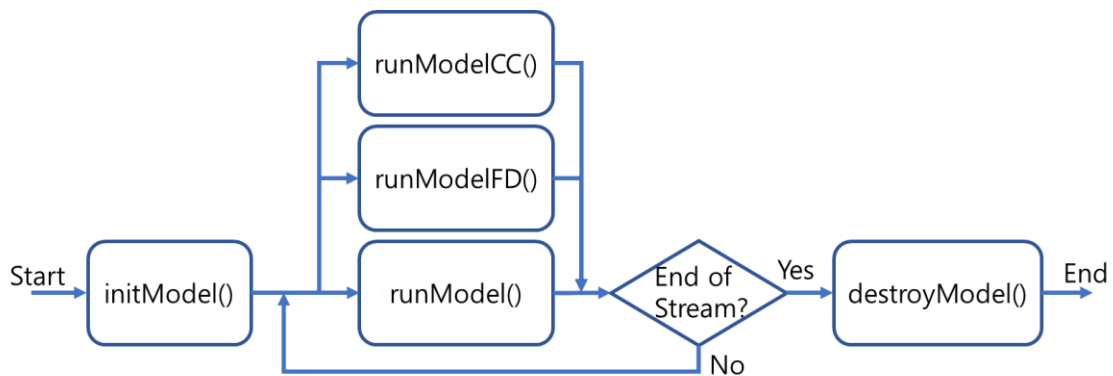 runModelCC()
runModelFD()
Start
initModel()
runModel()
End of
Stream?
Yes
destroyModel()
End
No